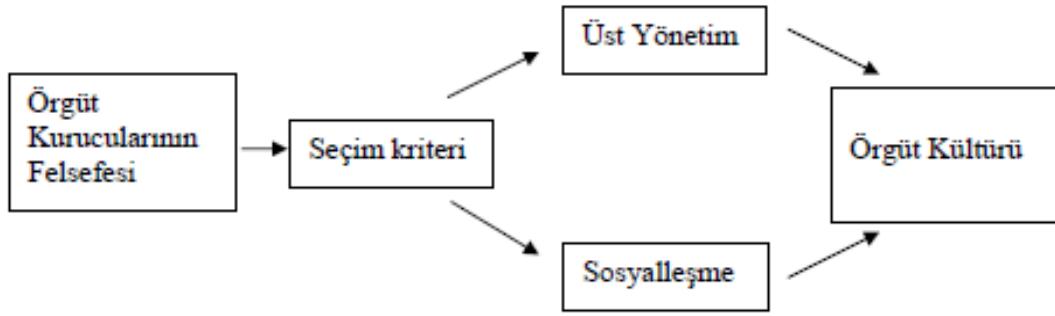 Örgüt
Kurucularının
Felsefesi
Seçim kriteri
Üst Yönetim
Sosyalleşme
Örgüt Kültürü